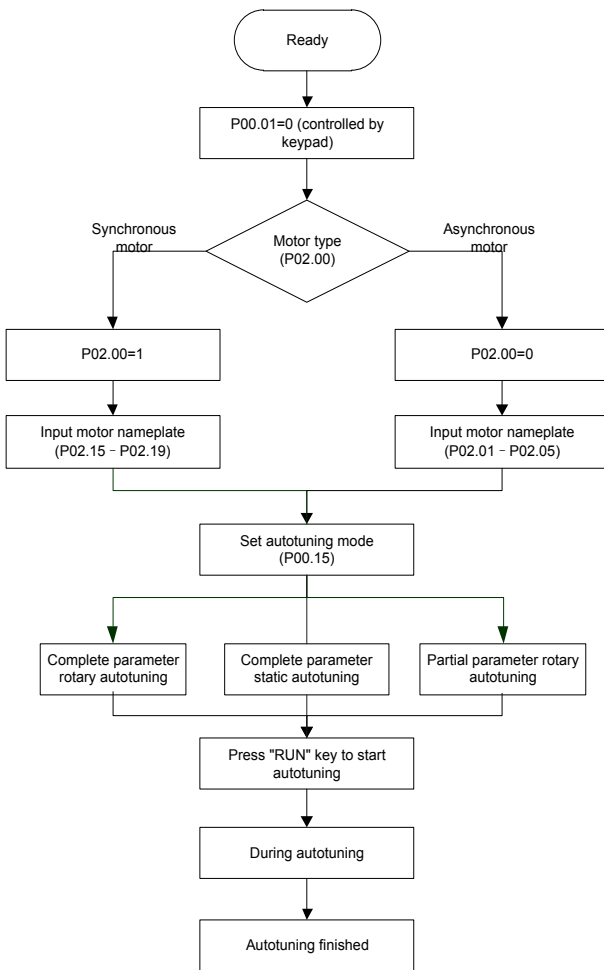 Ready
P00.01=0 (controlled by
keypad)
Synchronous
motor
Motor type
(P02.00)
Asynchronous
motor
P02.00=1
P02.00=0
Input motor nameplate
(P02.15–P02.19)
Input motor nameplate
(P02.01–P02.05)
Set autotuning mode
(P00.15)
Complete parameter
rotary autotuning
Complete parameter
static autotuning
Partial parameter rotary
autotuning
Press "RUN" key to start
autotuning
During autotuning
Autotuning finished